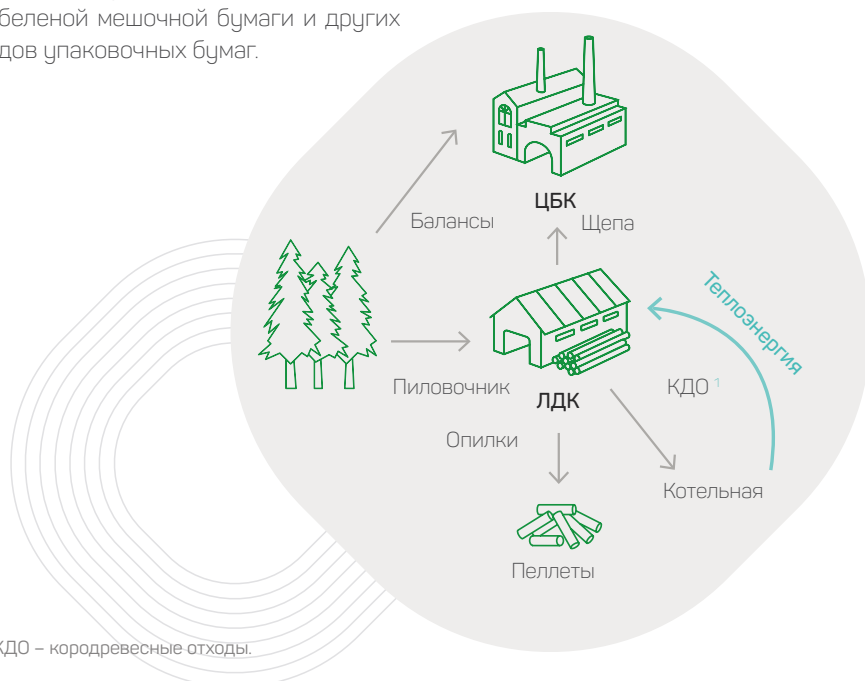 беленой мешочной бумаги и других
дов упаковочных бумаг.
ЦБК
Балансы
Щепа
Теплоэнергия
Пиловочник
ЛДК
КДО 1
Опилки
Котельная
Пеллеты
КДО – кородревесные отходы.